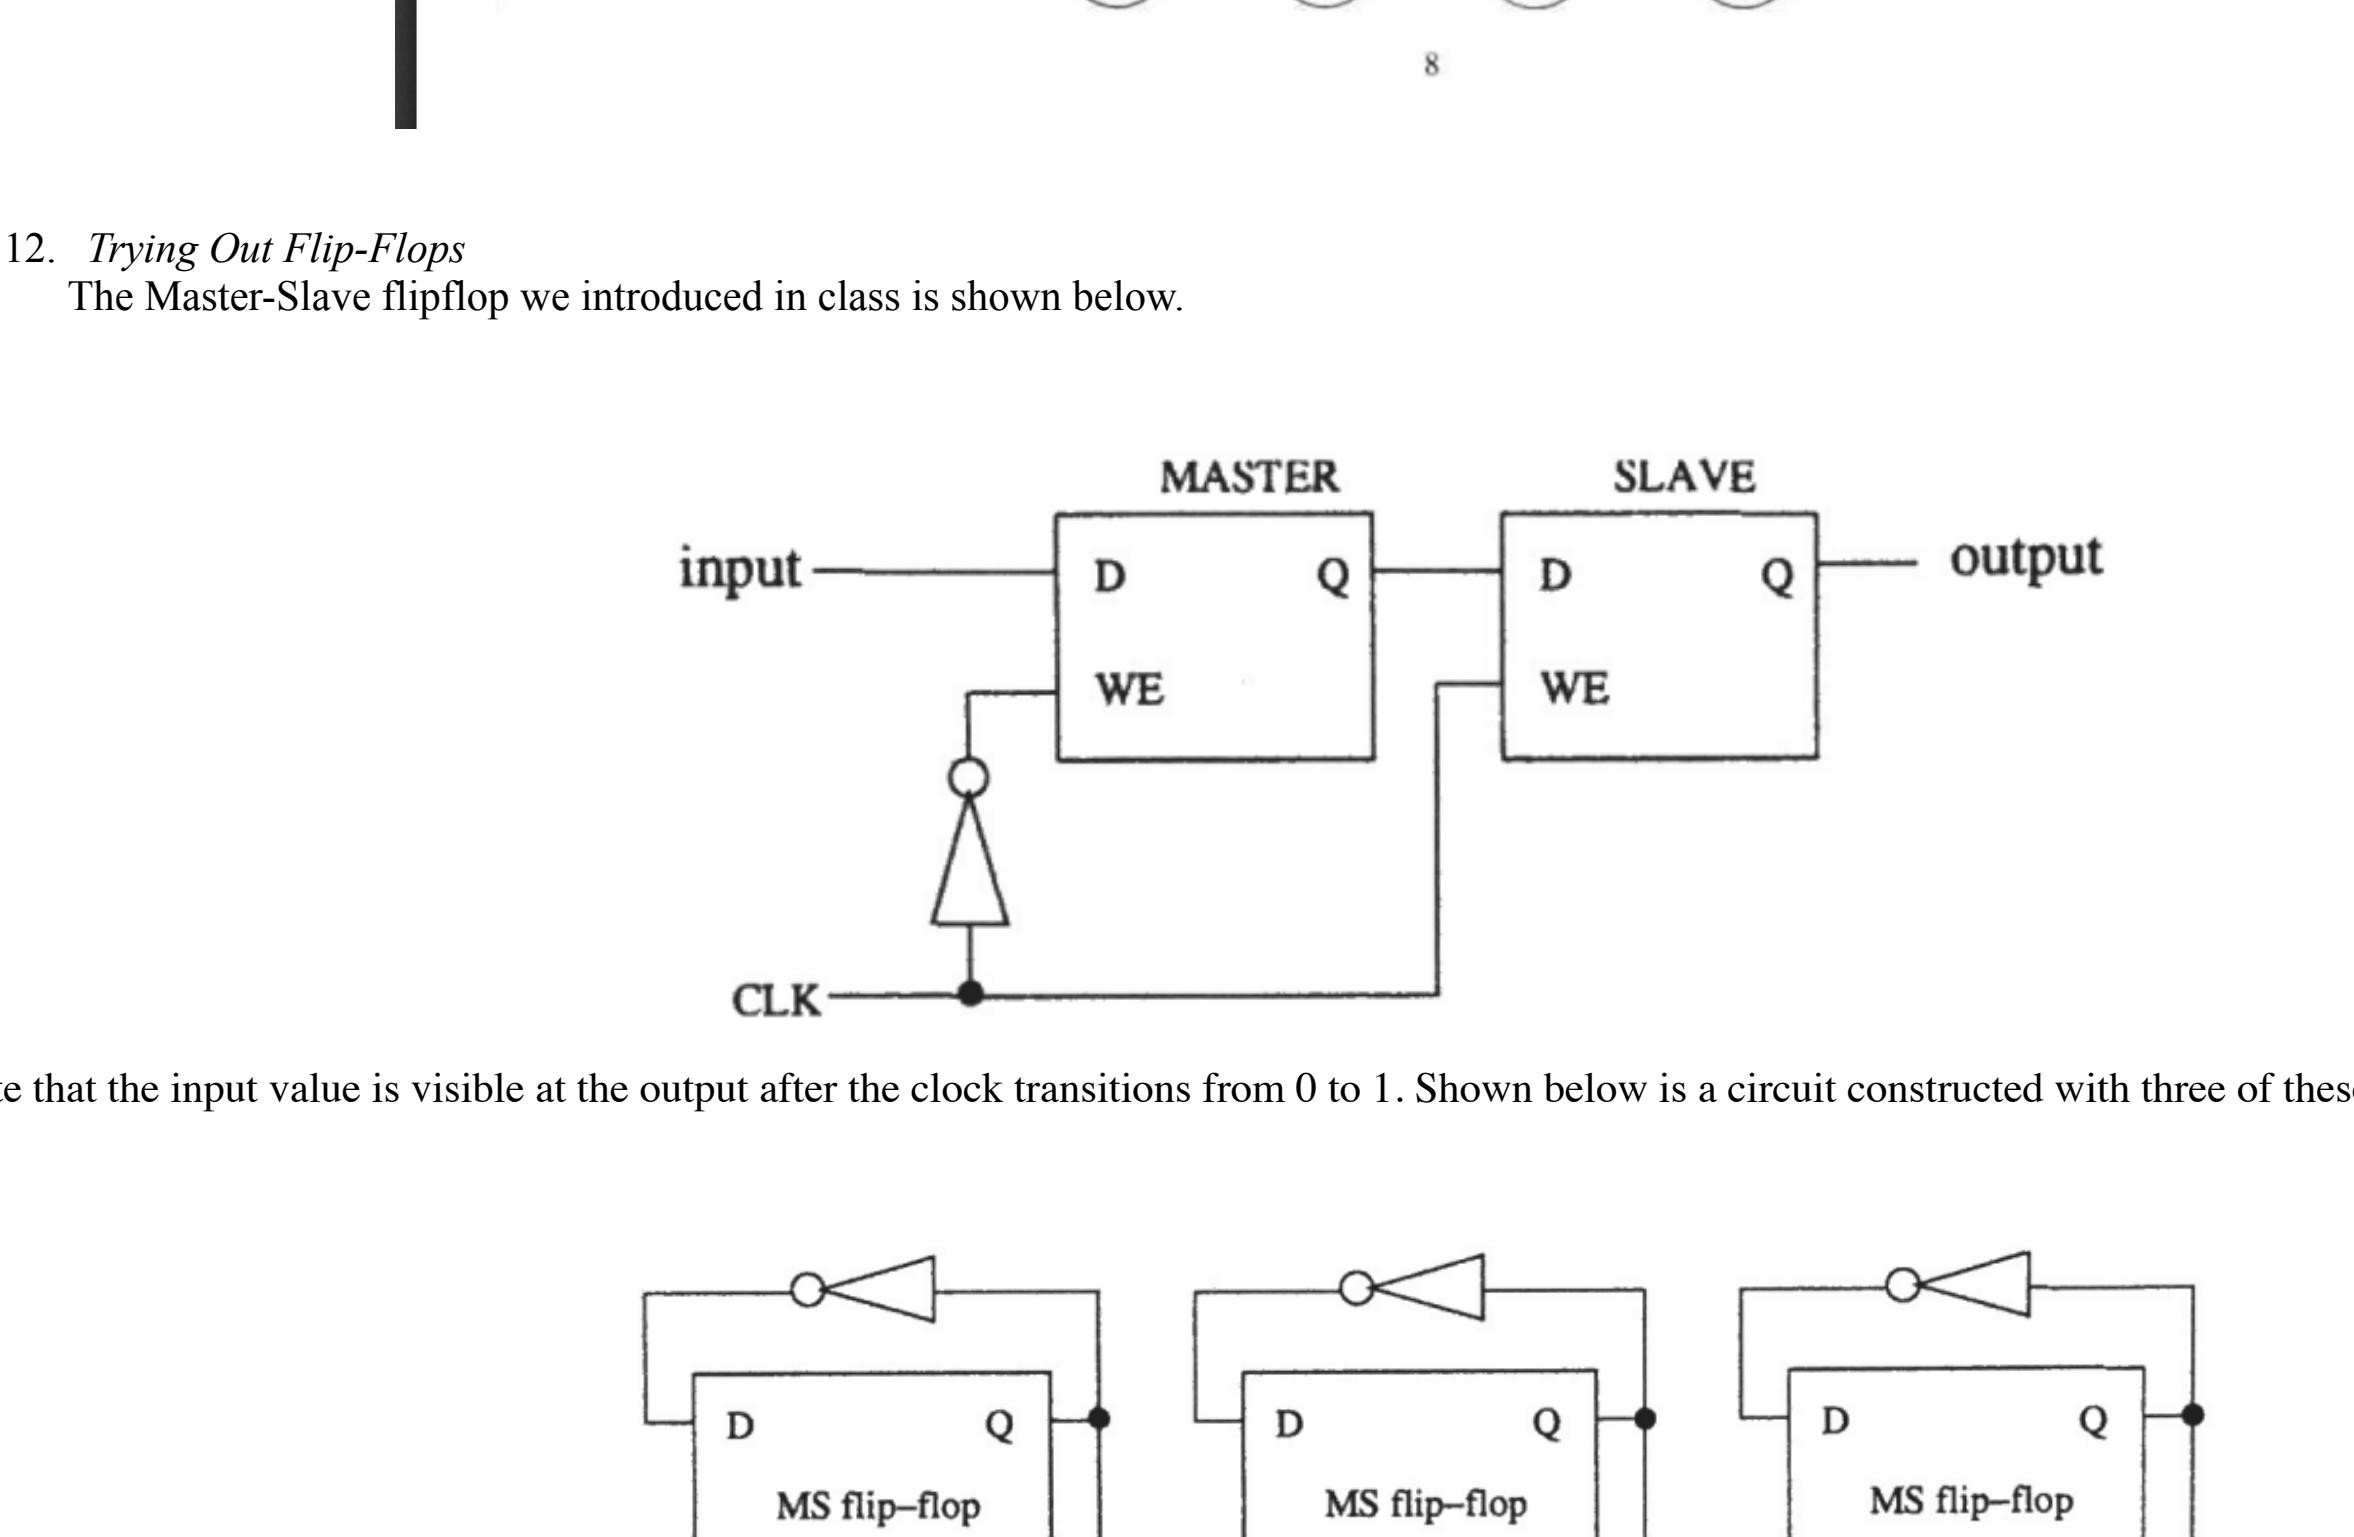 8
12. Trying Out Flip-Flops
The Master-Slave flipflop we introduced in class is shown below.
MASTER SLAVE
input D Q D Q output
WE WE
CLK
that the input value is visible at the output after the clock transitions from 0 to 1. Shown below is a circuit constructed with three of
D Q D Q D Q
MS flip-flop MS flip-flop MS flip-flop